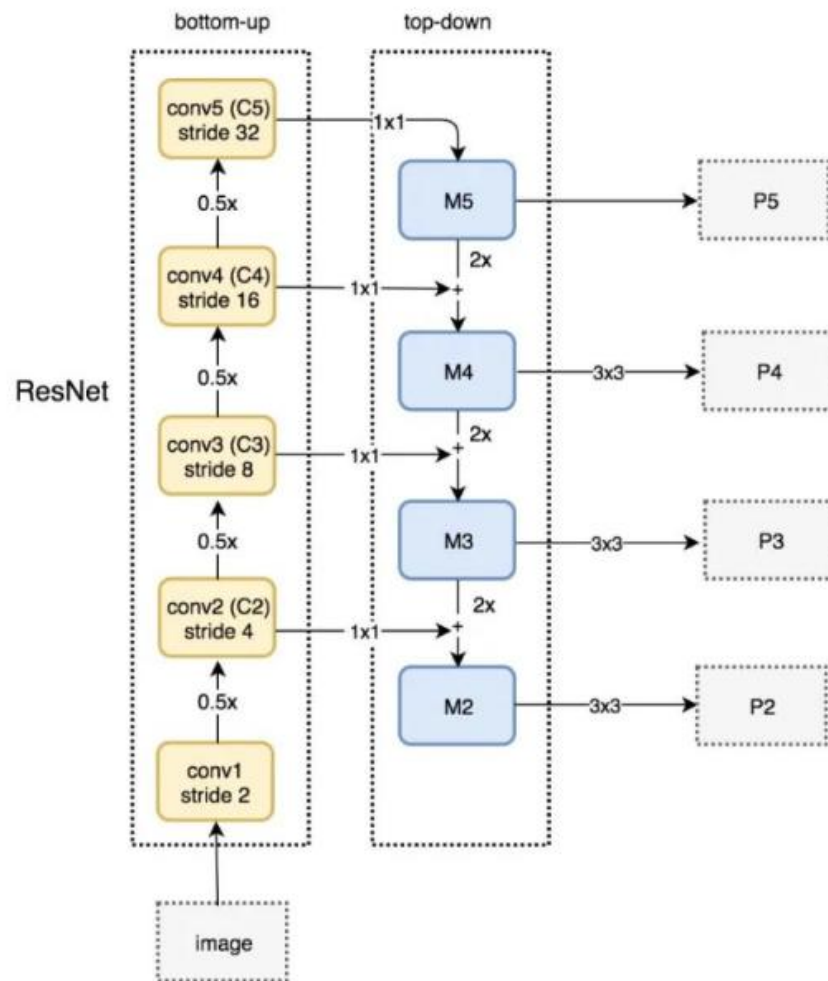 bottom-up
top-down
conv5 (C5)
stride 32
1x1
M5
P5
0.5x
2x
conv4 (C4)
stride 16
1x1
+
M4
3x3
P4
0.5x
2x
ResNet
conv3 (C3)
stride 8
1x1
+
M3
3x3
P3
0.5x
2x
conv2 (C2)
stride 4
1x1
+
M2
3x3
P2
0.5x
conv1
stride 2
image